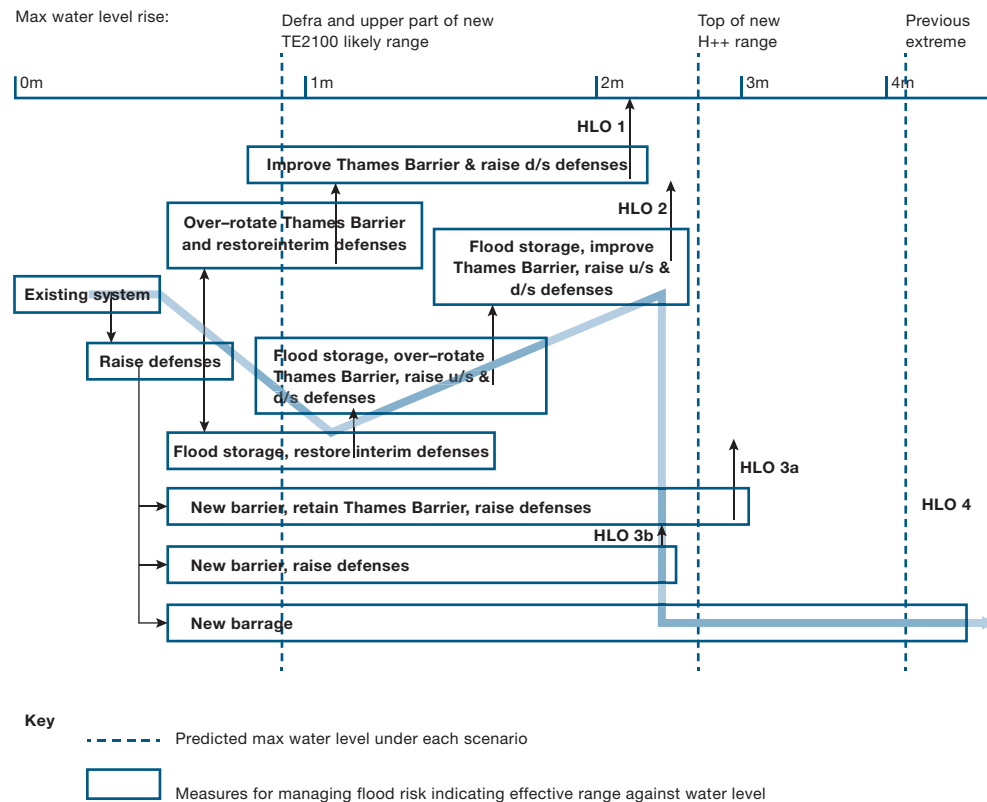 Max water level rise:
Defra and upper part of new
TE2100 likely range
Top of new
H++ range
Previous
extreme
0m
1m
2m
3m
4m
HLO 1
Improve Thames Barrier & raise d/s defenses
HLO 2
Over–rotate Thames Barrier
and restoreinterim defenses
Flood storage, improve
Thames Barrier, raise u/s &
d/s defenses
Existing system
Raise defenses
Flood storage, over–rotate
Thames Barrier, raise u/s &
d/s defenses
Flood storage, restore interim defenses
HLO 3a
New barrier, retain Thames Barrier, raise defenses
HLO 4
HLO 3b
New barrier, raise defenses
New barrage
Key
Predicted max water level under each scenario
Measures for managing flood risk indicating effective range against water level